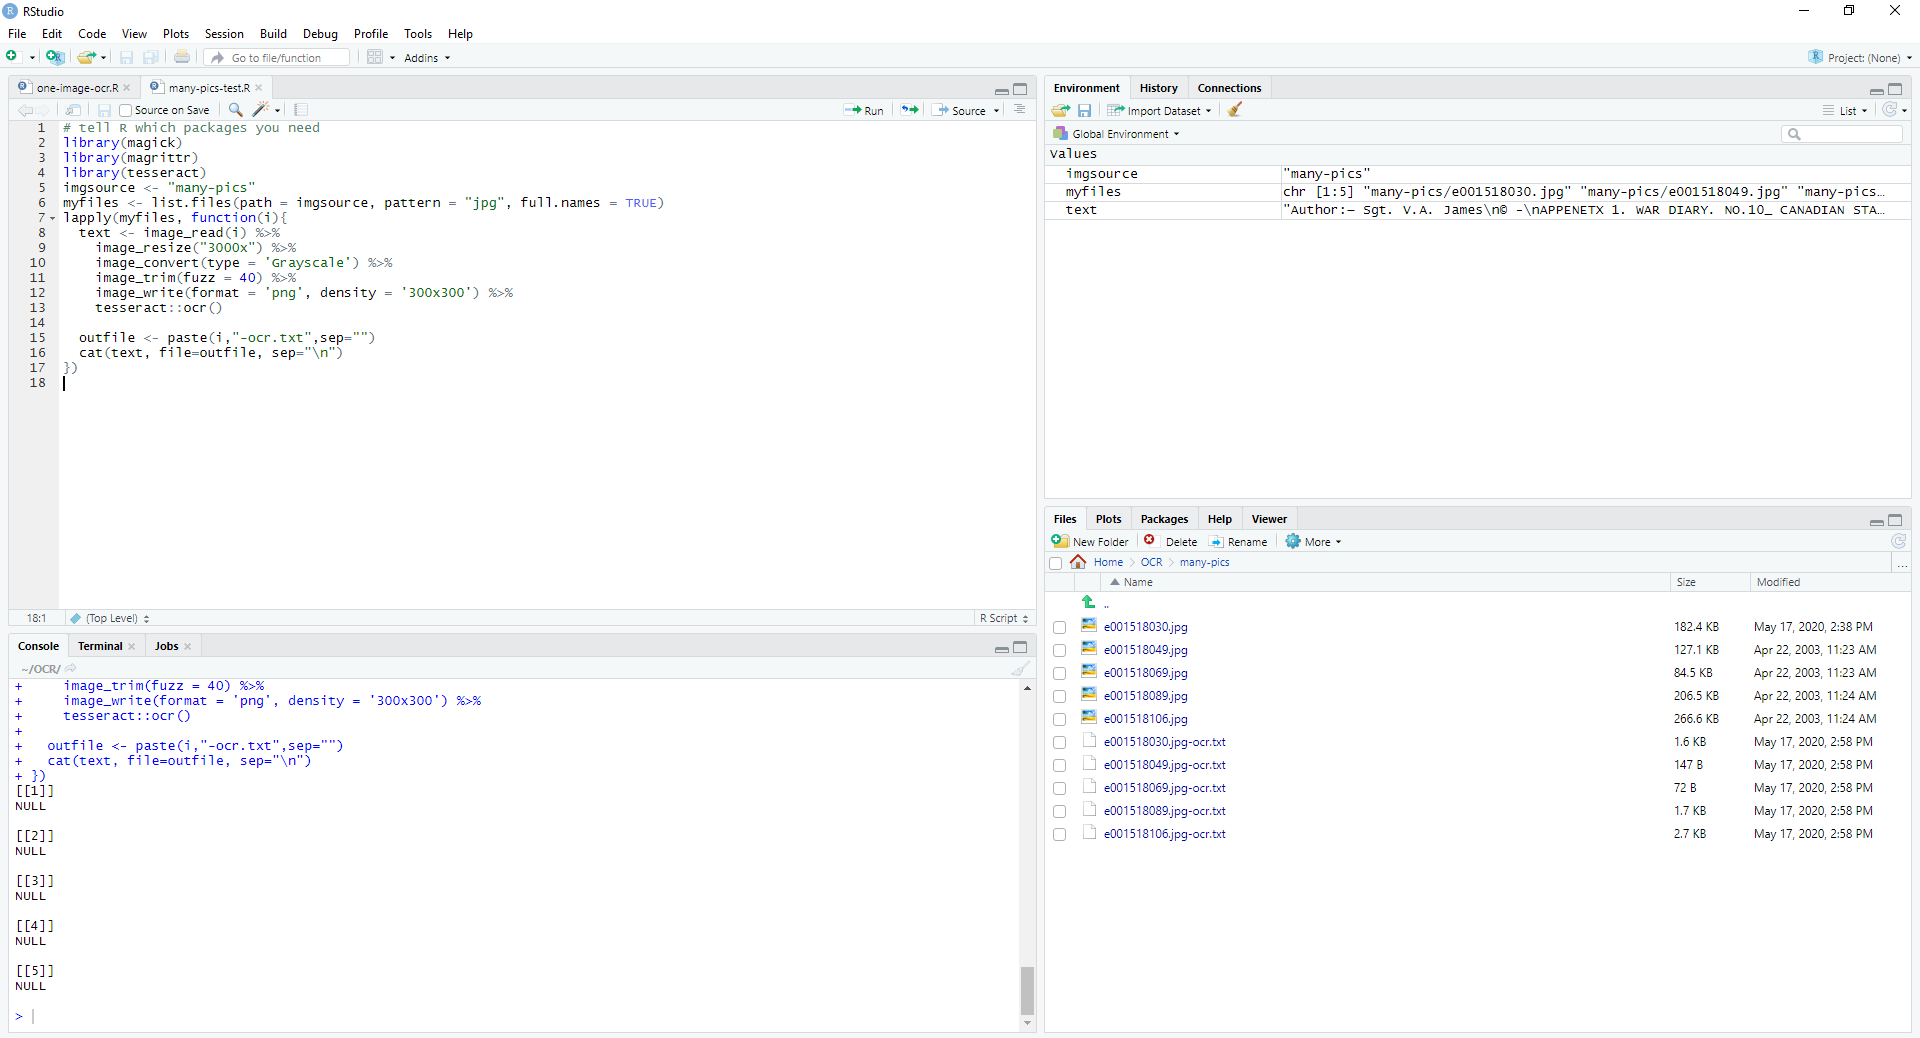 RStudio
File Edit Code View Plots Session Build Debug Profile Tools Help
Go to file/function Addins Project: (None)
one-image-ocr.R many-pics-test.R
Source on Save Run Source
1 # tell R which packages you need
2 library(magick)
3 library(magrittr)
4 library(tesseract)
5 imgsource <- "many-pics"
6 myfiles <- list.files(path = imgsource, pattern = "jpg", full.names = TRUE)
7 lapply(myfiles, function(i){
8 text <- image_read(i) %>%
9 image_resize("3000x") %>%
10 image_convert(type = 'Grayscale') %>%
11 image_trim(fuzz = 40) %>%
12 image_write(format = 'png', density = '300x300') %>%
13 tesseract::ocr()
14
15 outfile <- paste(i,"-ocr.txt",sep="")
16 cat(text, file=outfile, sep="\n")
17 })
18
18:1 (Top Level) R Script
Console Terminal Jobs
~/OCR/
+ image_trim(fuzz = 40) %>%
+ image_write(format = 'png', density = '300x300') %>%
+ tesseract::ocr()
+
+ outfile <- paste(i,"-ocr.txt",sep="")
+ cat(text, file=outfile, sep="\n")
+ })
[[1]]
NULL
[[2]]
NULL
[[3]]
NULL
[[4]]
NULL
[[5]]
NULL
>
Environment History Connections
Import Dataset List
Global Environment
Values
imgsource "many-pics"
myfiles chr [1:5] "many-pics/e001518030.jpg" "many-pics/e001518049.jpg" "many-pics…
text "Author:— Sgt. V.A. James\n© -\nAPPENETX 1. WAR DIARY. NO.10_ CANADIAN STA…
Files Plots Packages Help Viewer
New Folder Delete Rename More
Home OCR many-pics ...
Name Size Modified
..
e001518030.jpg 182.4 KB May 17, 2020, 2:38 PM
e001518049.jpg 127.1 KB Apr 22, 2003, 11:23 AM
e001518069.jpg 84.5 KB Apr 22, 2003, 11:23 AM
e001518089.jpg 206.5 KB Apr 22, 2003, 11:24 AM
e001518106.jpg 266.6 KB Apr 22, 2003, 11:24 AM
e001518030.jpg-ocr.txt 1.6 KB May 17, 2020, 2:58 PM
e001518049.jpg-ocr.txt 147 B May 17, 2020, 2:58 PM
e001518069.jpg-ocr.txt 72 B May 17, 2020, 2:58 PM
e001518089.jpg-ocr.txt 1.7 KB May 17, 2020, 2:58 PM
e001518106.jpg-ocr.txt 2.7 KB May 17, 2020, 2:58 PM